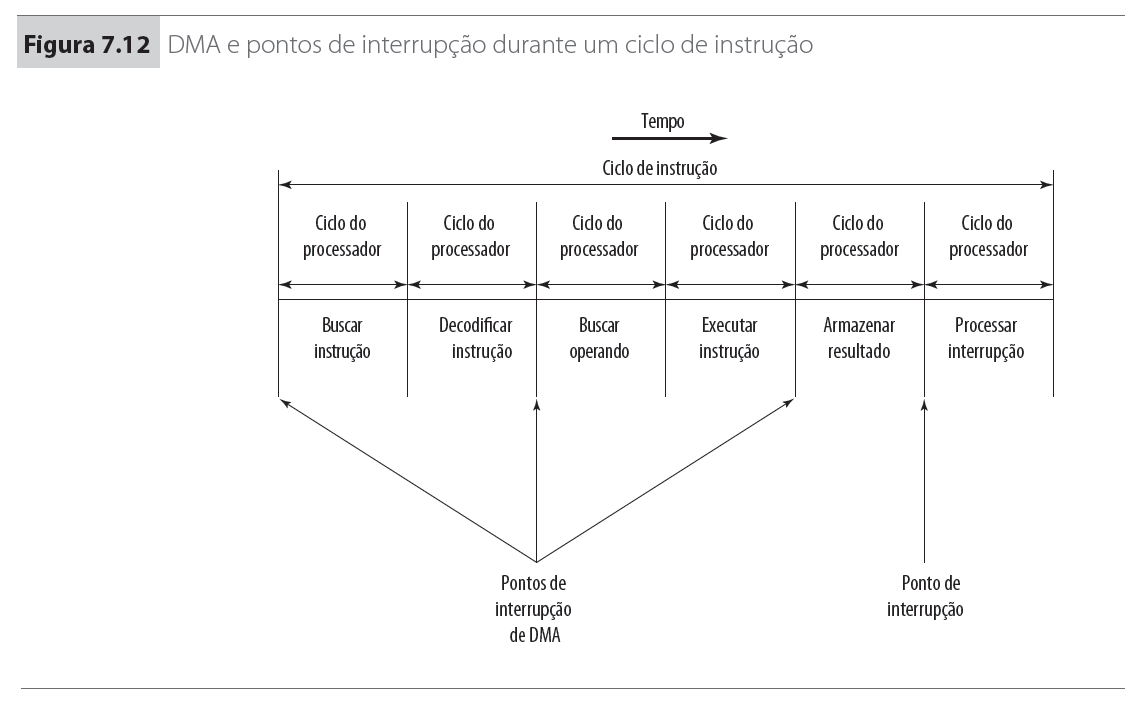 Figura 7.12 DMA e pontos de interrupção durante um ciclo de instrução
Tempo
Ciclo de instrução
Ciclo do
processador
Ciclo do
processador
Ciclo do
processador
Ciclo do
processador
Ciclo do
processador
Ciclo do
processador
Buscar
instrução
Decodificar
instrução
Buscar
operando
Executar
instrução
Armazenar
resultado
Processar
interrupção
Pontos de
interrupção
de DMA
Ponto de
interrupção